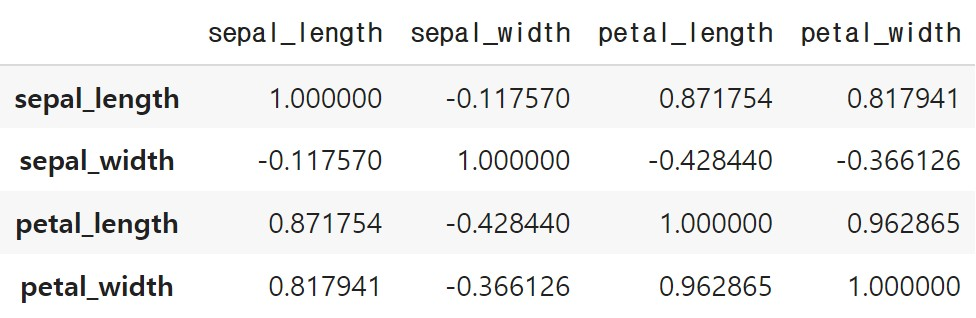 sepal_length sepal_width petal_length petal_width
sepal_length 1.000000 -0.117570 0.871754 0.817941
sepal_width -0.117570 1.000000 -0.428440 -0.366126
petal_length 0.871754 -0.428440 1.000000 0.962865
petal_width 0.817941 -0.366126 0.962865 1.000000